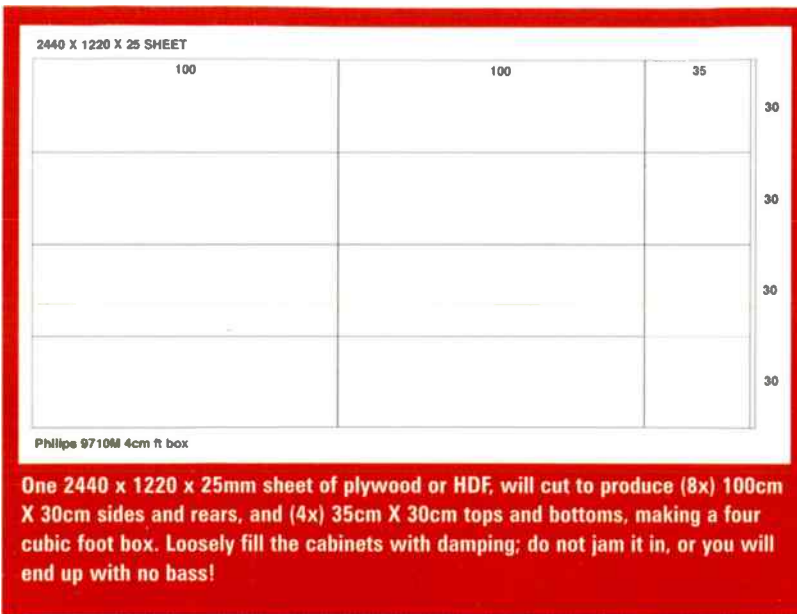 2440 X 1220 X 25 SHEET
100 100 35
30
30
30
30
Philips 9710M 4cm ft box
One 2440 x 1220 x 25mm sheet of plywood or HDF, will cut to produce (8x) 100cm
X 30cm sides and rears, and (4x) 35cm X 30cm tops and bottoms, making a four
cubic foot box. Loosely fill the cabinets with damping; do not jam it in, or you will
end up with no bass!